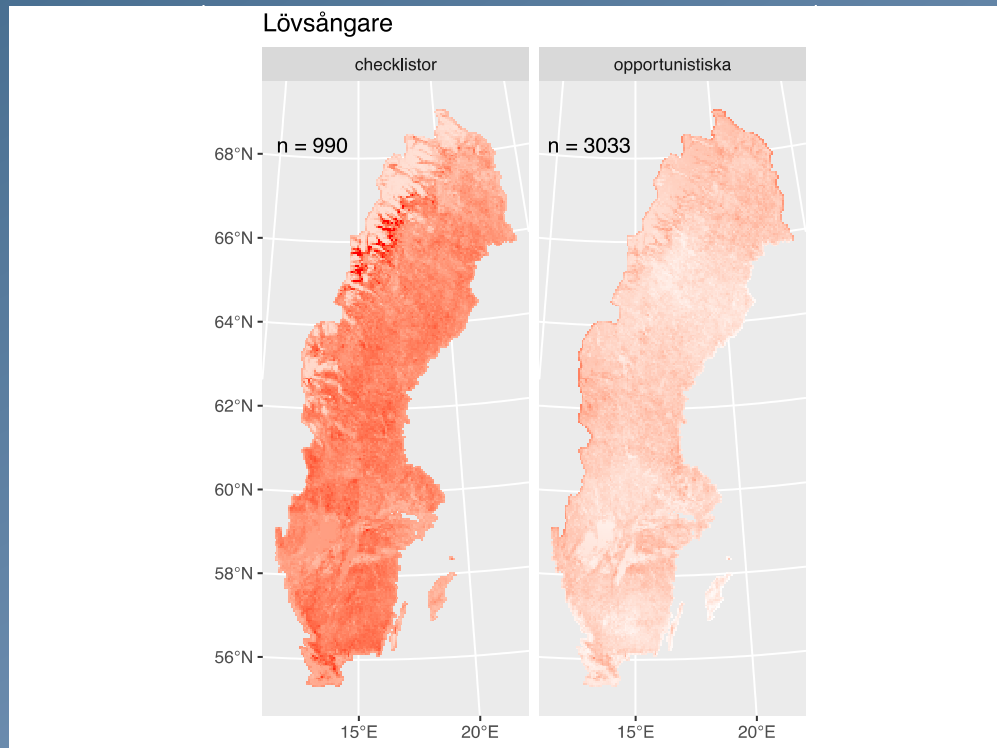 Lövsångare
checklistor
opportunistiska
n = 990
n = 3033
68°N
66°N
64°N
62°N
60°N
58°N
56°N
15°E
20°E
15°E
20°E